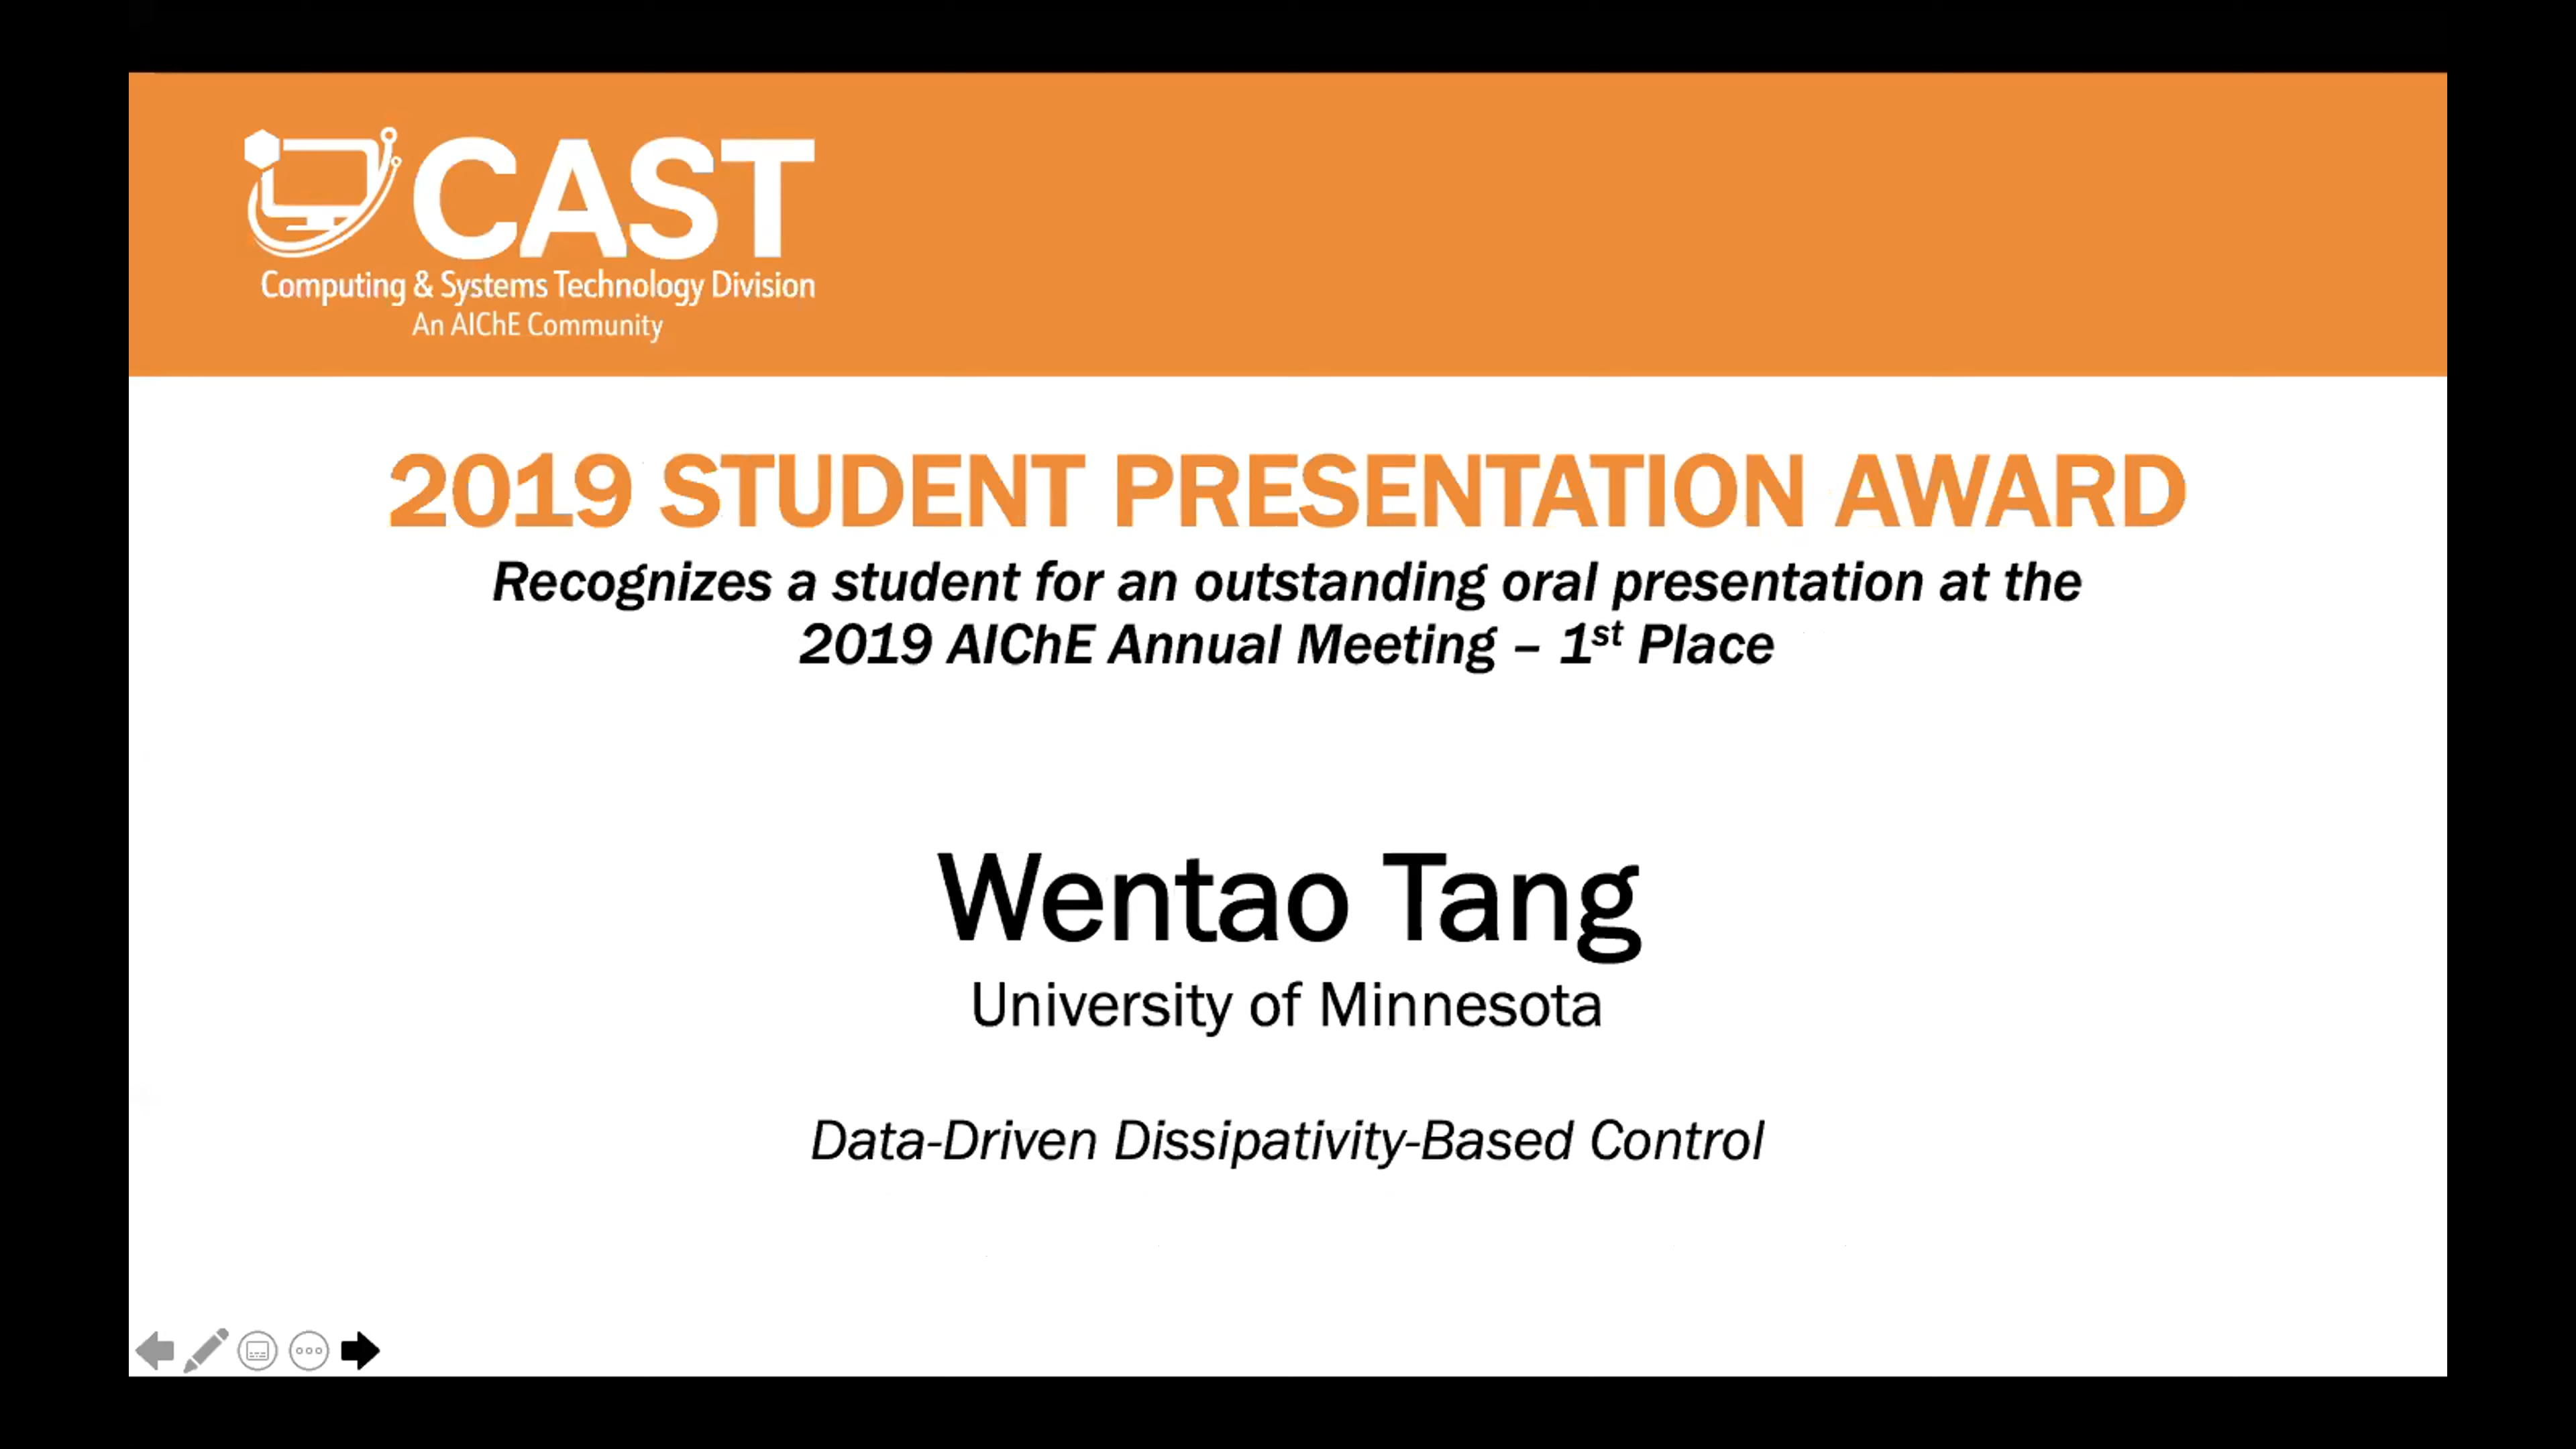 CAST
Computing & Systems Technology Division
An AIChE Community
2019 STUDENT PRESENTATION AWARD
Recognizes a student for an outstanding oral presentation at the
2019 AIChE Annual Meeting – 1st Place
Wentao Tang
University of Minnesota
Data-Driven Dissipativity-Based Control